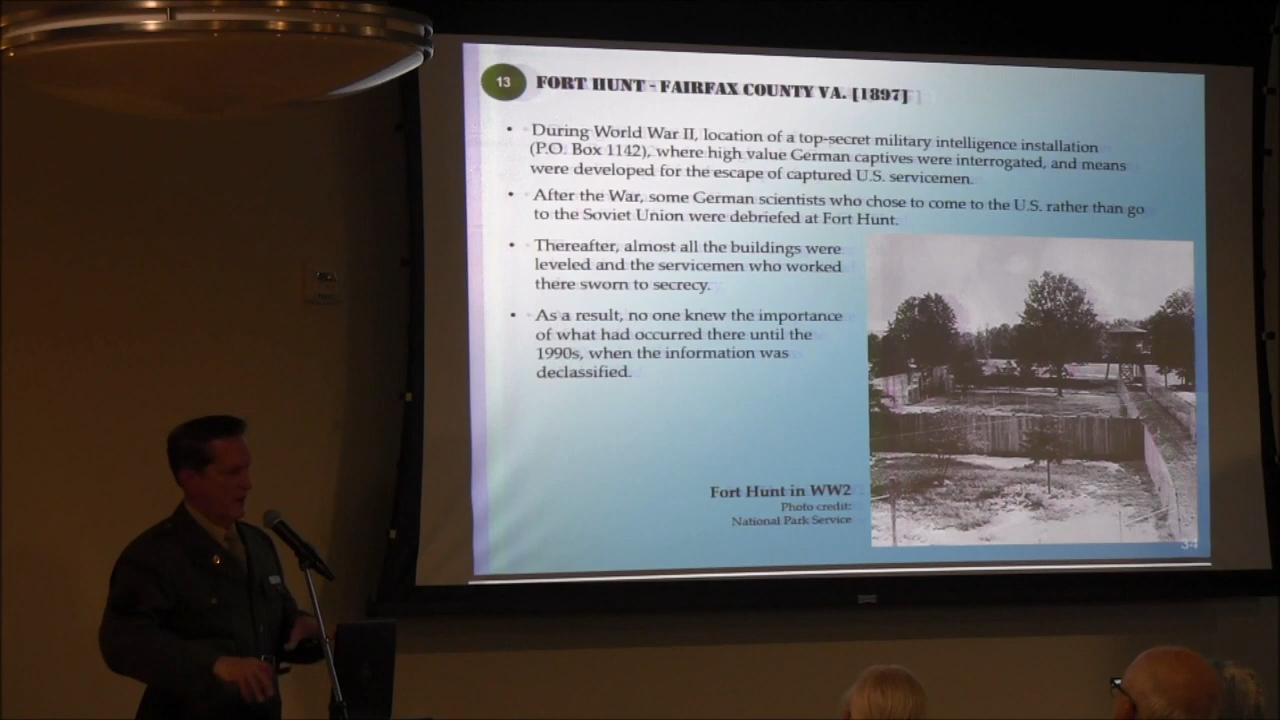 13 FORT HUNT - FAIRFAX COUNTY VA. [1897]
• During World War II, location of a top-secret military intelligence installation
(P.O. Box 1142), where high value German captives were interrogated, and means
were developed for the escape of captured U.S. servicemen.
• After the War, some German scientists who chose to come to the U.S. rather than go
to the Soviet Union were debriefed at Fort Hunt.
• Thereafter, almost all the buildings were
leveled and the servicemen who worked
there sworn to secrecy.
• As a result, no one knew the importance
of what had occurred there until the
1990s, when the information was
declassified.
Fort Hunt in WW2
Photo credit:
National Park Service
34